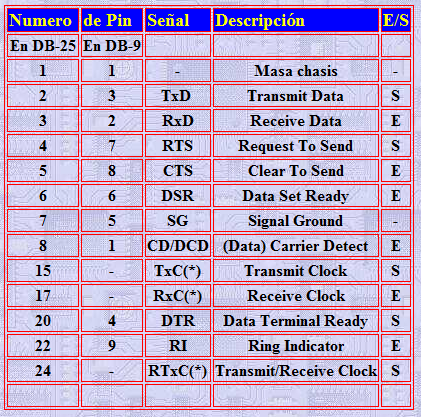 Numero de Pin Señal Descripción E/S
En DB-25 En DB-9
1 1 - Masa chasis -
2 3 TxD Transmit Data S
3 2 RxD Receive Data E
4 7 RTS Request To Send S
5 8 CTS Clear To Send E
6 6 DSR Data Set Ready E
7 5 SG Signal Ground -
8 1 CD/DCD (Data) Carrier Detect E
15 - TxC(*) Transmit Clock S
17 - RxC(*) Receive Clock E
20 4 DTR Data Terminal Ready S
22 9 RI Ring Indicator E
24 - RTxC(*) Transmit/Receive Clock S